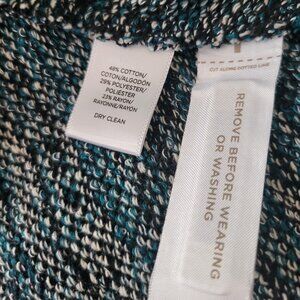 48% COTTON/
COTON/ALGODÓN
29% POLYESTER/
POLIÉSTER
23% RAYON/
RAYONNE/RAYÓN
DRY CLEAN
CUT ALONG DOTTED LINE
REMOVE BEFORE WEARING
OR WASHING